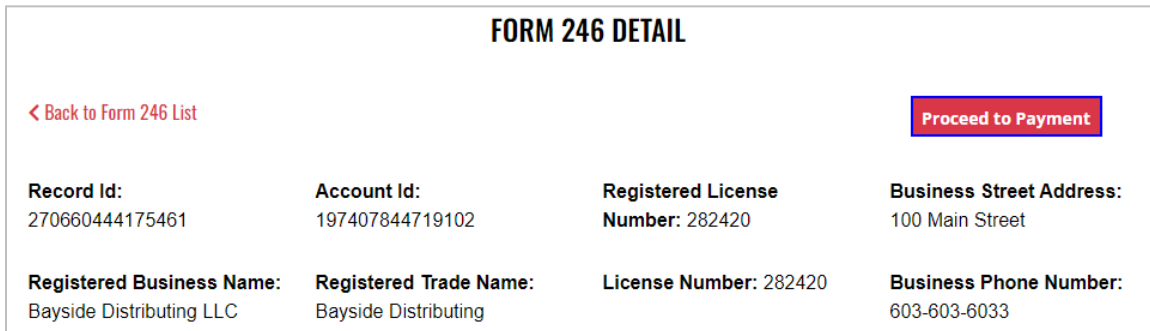 FORM 246 DETAIL
Back to Form 246 List
Proceed to Payment
Record Id:
270660444175461
Account Id:
197407844719102
Registered License
Number: 282420
Business Street Address:
100 Main Street
Registered Business Name:
Bayside Distributing LLC
Registered Trade Name:
Bayside Distributing
License Number: 282420
Business Phone Number:
603-603-6033